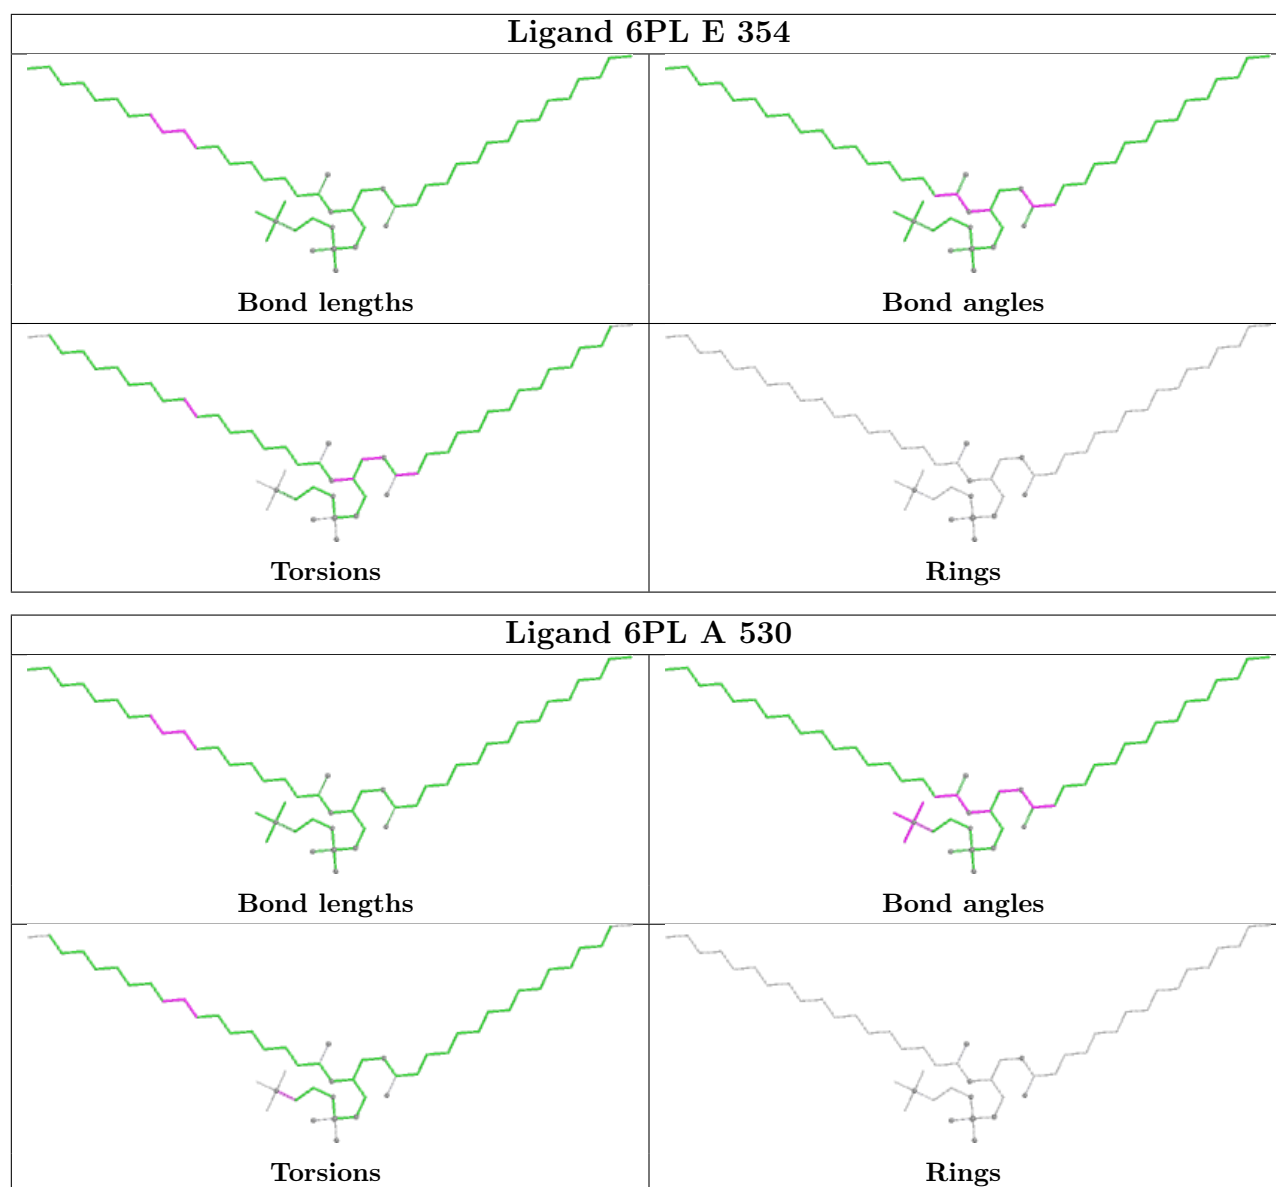 Ligand 6PL E 354
Bond lengths
Bond angles
Torsions
Rings
Ligand 6PL A 530
Bond lengths
Bond angles
Torsions
Rings